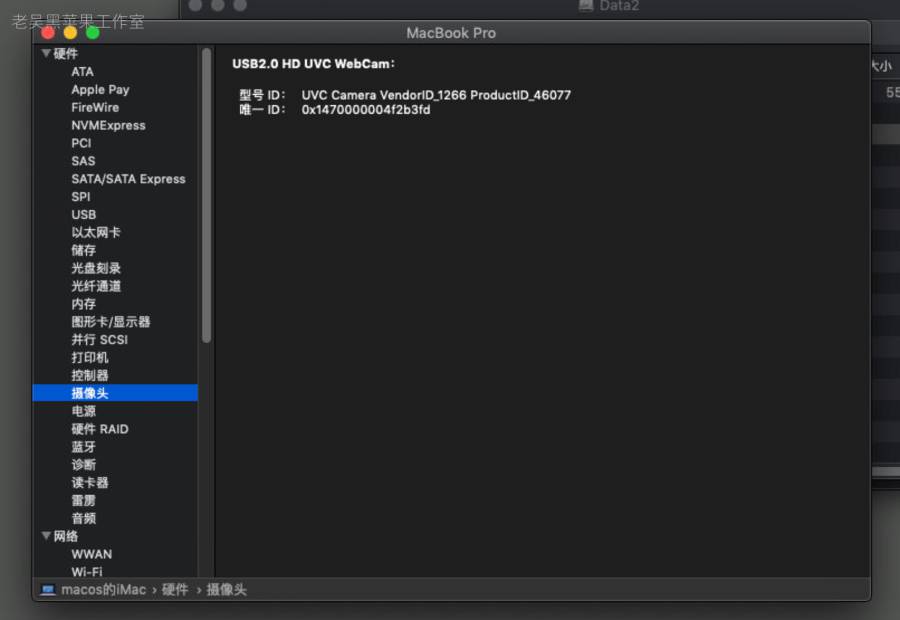 Data2
老吴黑苹果工作室
MacBook Pro
硬件
ATA
Apple Pay
FireWire
NVMExpress
PCI
SAS
SATA/SATA Express
SPI
USB
以太网卡
储存
光盘刻录
光纤通道
内存
图形卡/显示器
并行 SCSI
打印机
控制器
摄像头
电源
硬件 RAID
蓝牙
诊断
读卡器
雷雳
音频
网络
WWAN
Wi-Fi
USB2.0 HD UVC WebCam:
型号 ID: UVC Camera VendorID_1266 ProductID_46077
唯一 ID: 0x1470000004f2b3fd
大小
55
macos的iMac › 硬件 › 摄像头